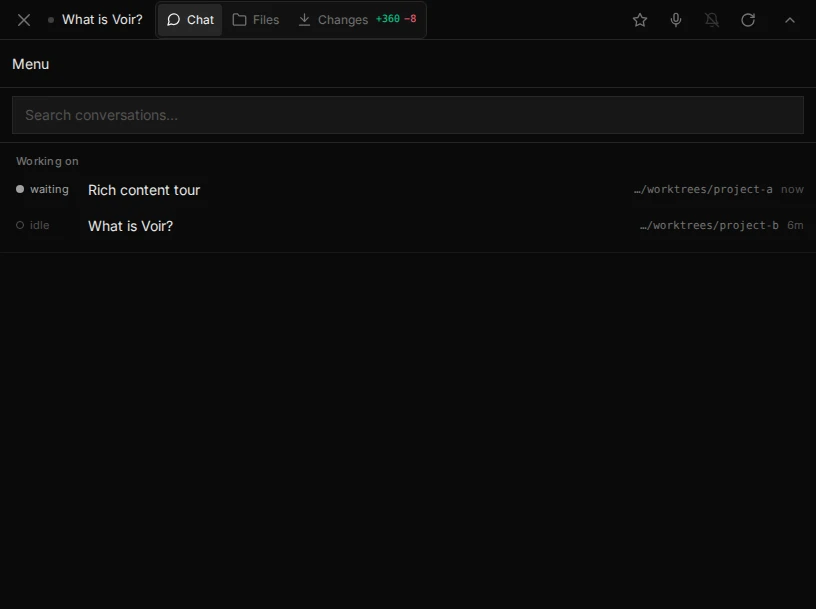 What is Voir? Chat Files Changes +360 −8
Menu
Search conversations...
Working on
waiting Rich content tour …/worktrees/project-a now
idle What is Voir? …/worktrees/project-b 6m